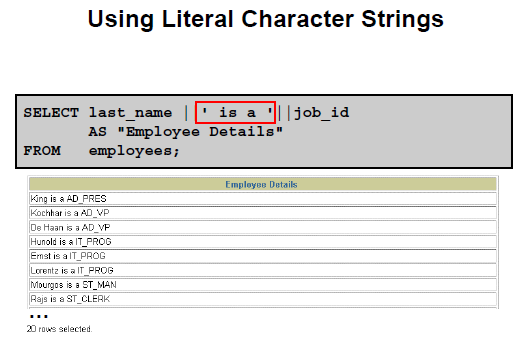 Using Literal Character Strings
SELECT last_name ||' is a '||job_id
AS "Employee Details"
FROM employees;
Employee Details
King is a AD_PRES
Kochhar is a AD_VP
De Haan is a AD_VP
Hunold is a IT_PROG
Ernst is a IT_PROG
Lorentz is a IT_PROG
Mourgos is a ST_MAN
Rajs is a ST_CLERK
...
20 rows selected.